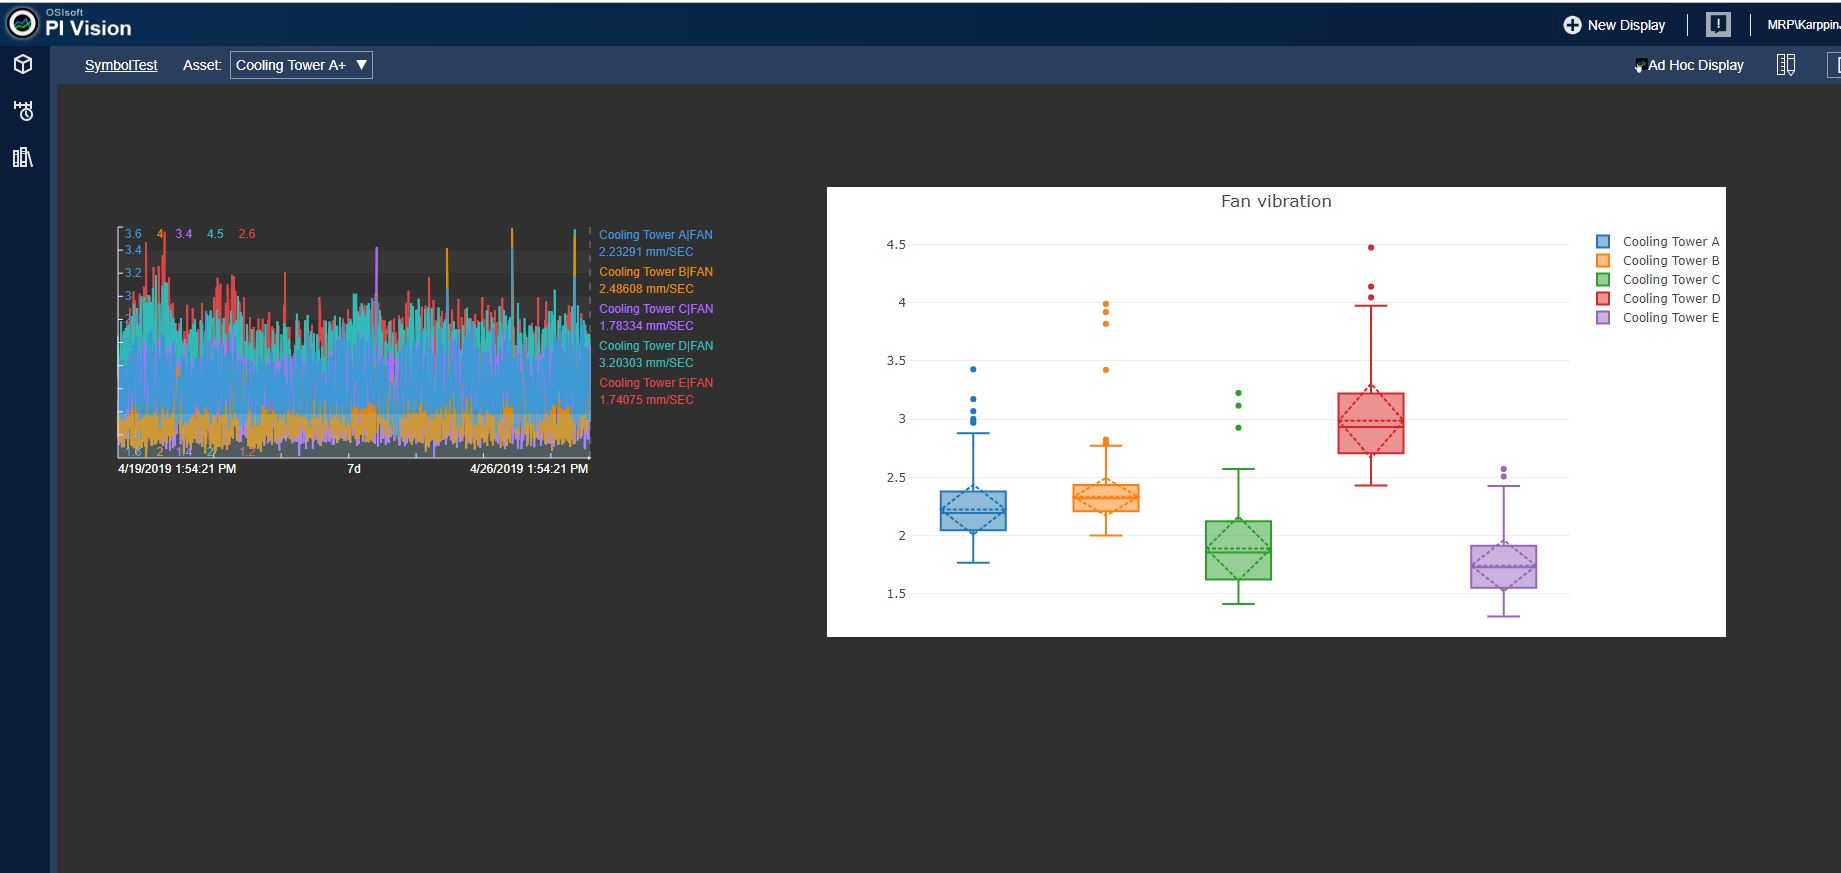 OSIsoft
PI Vision
New Display
MRP\Karppin
SymbolTest
Asset:
Cooling Tower A+
Ad Hoc Display
3.6 4 3.4 4.5 2.6
3.4
3.2
3
1.6 2 1.4 2 1.2
4/19/2019 1:54:21 PM
7d
4/26/2019 1:54:21 PM
Cooling Tower A|FAN
2.23291 mm/SEC
Cooling Tower B|FAN
2.48608 mm/SEC
Cooling Tower C|FAN
1.78334 mm/SEC
Cooling Tower D|FAN
3.20303 mm/SEC
Cooling Tower E|FAN
1.74075 mm/SEC
Fan vibration
4.5
4
3.5
3
2.5
2
1.5
Cooling Tower A
Cooling Tower B
Cooling Tower C
Cooling Tower D
Cooling Tower E